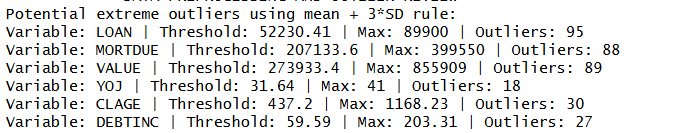 Potential extreme outliers using mean + 3*SD rule:
Variable: LOAN | Threshold: 52230.41 | Max: 89900 | Outliers: 95
Variable: MORTDUE | Threshold: 207133.6 | Max: 399550 | Outliers: 88
Variable: VALUE | Threshold: 273933.4 | Max: 855909 | Outliers: 89
Variable: YOJ | Threshold: 31.64 | Max: 41 | Outliers: 18
Variable: CLAGE | Threshold: 437.2 | Max: 1168.23 | Outliers: 30
Variable: DEBTINC | Threshold: 59.59 | Max: 203.31 | Outliers: 27